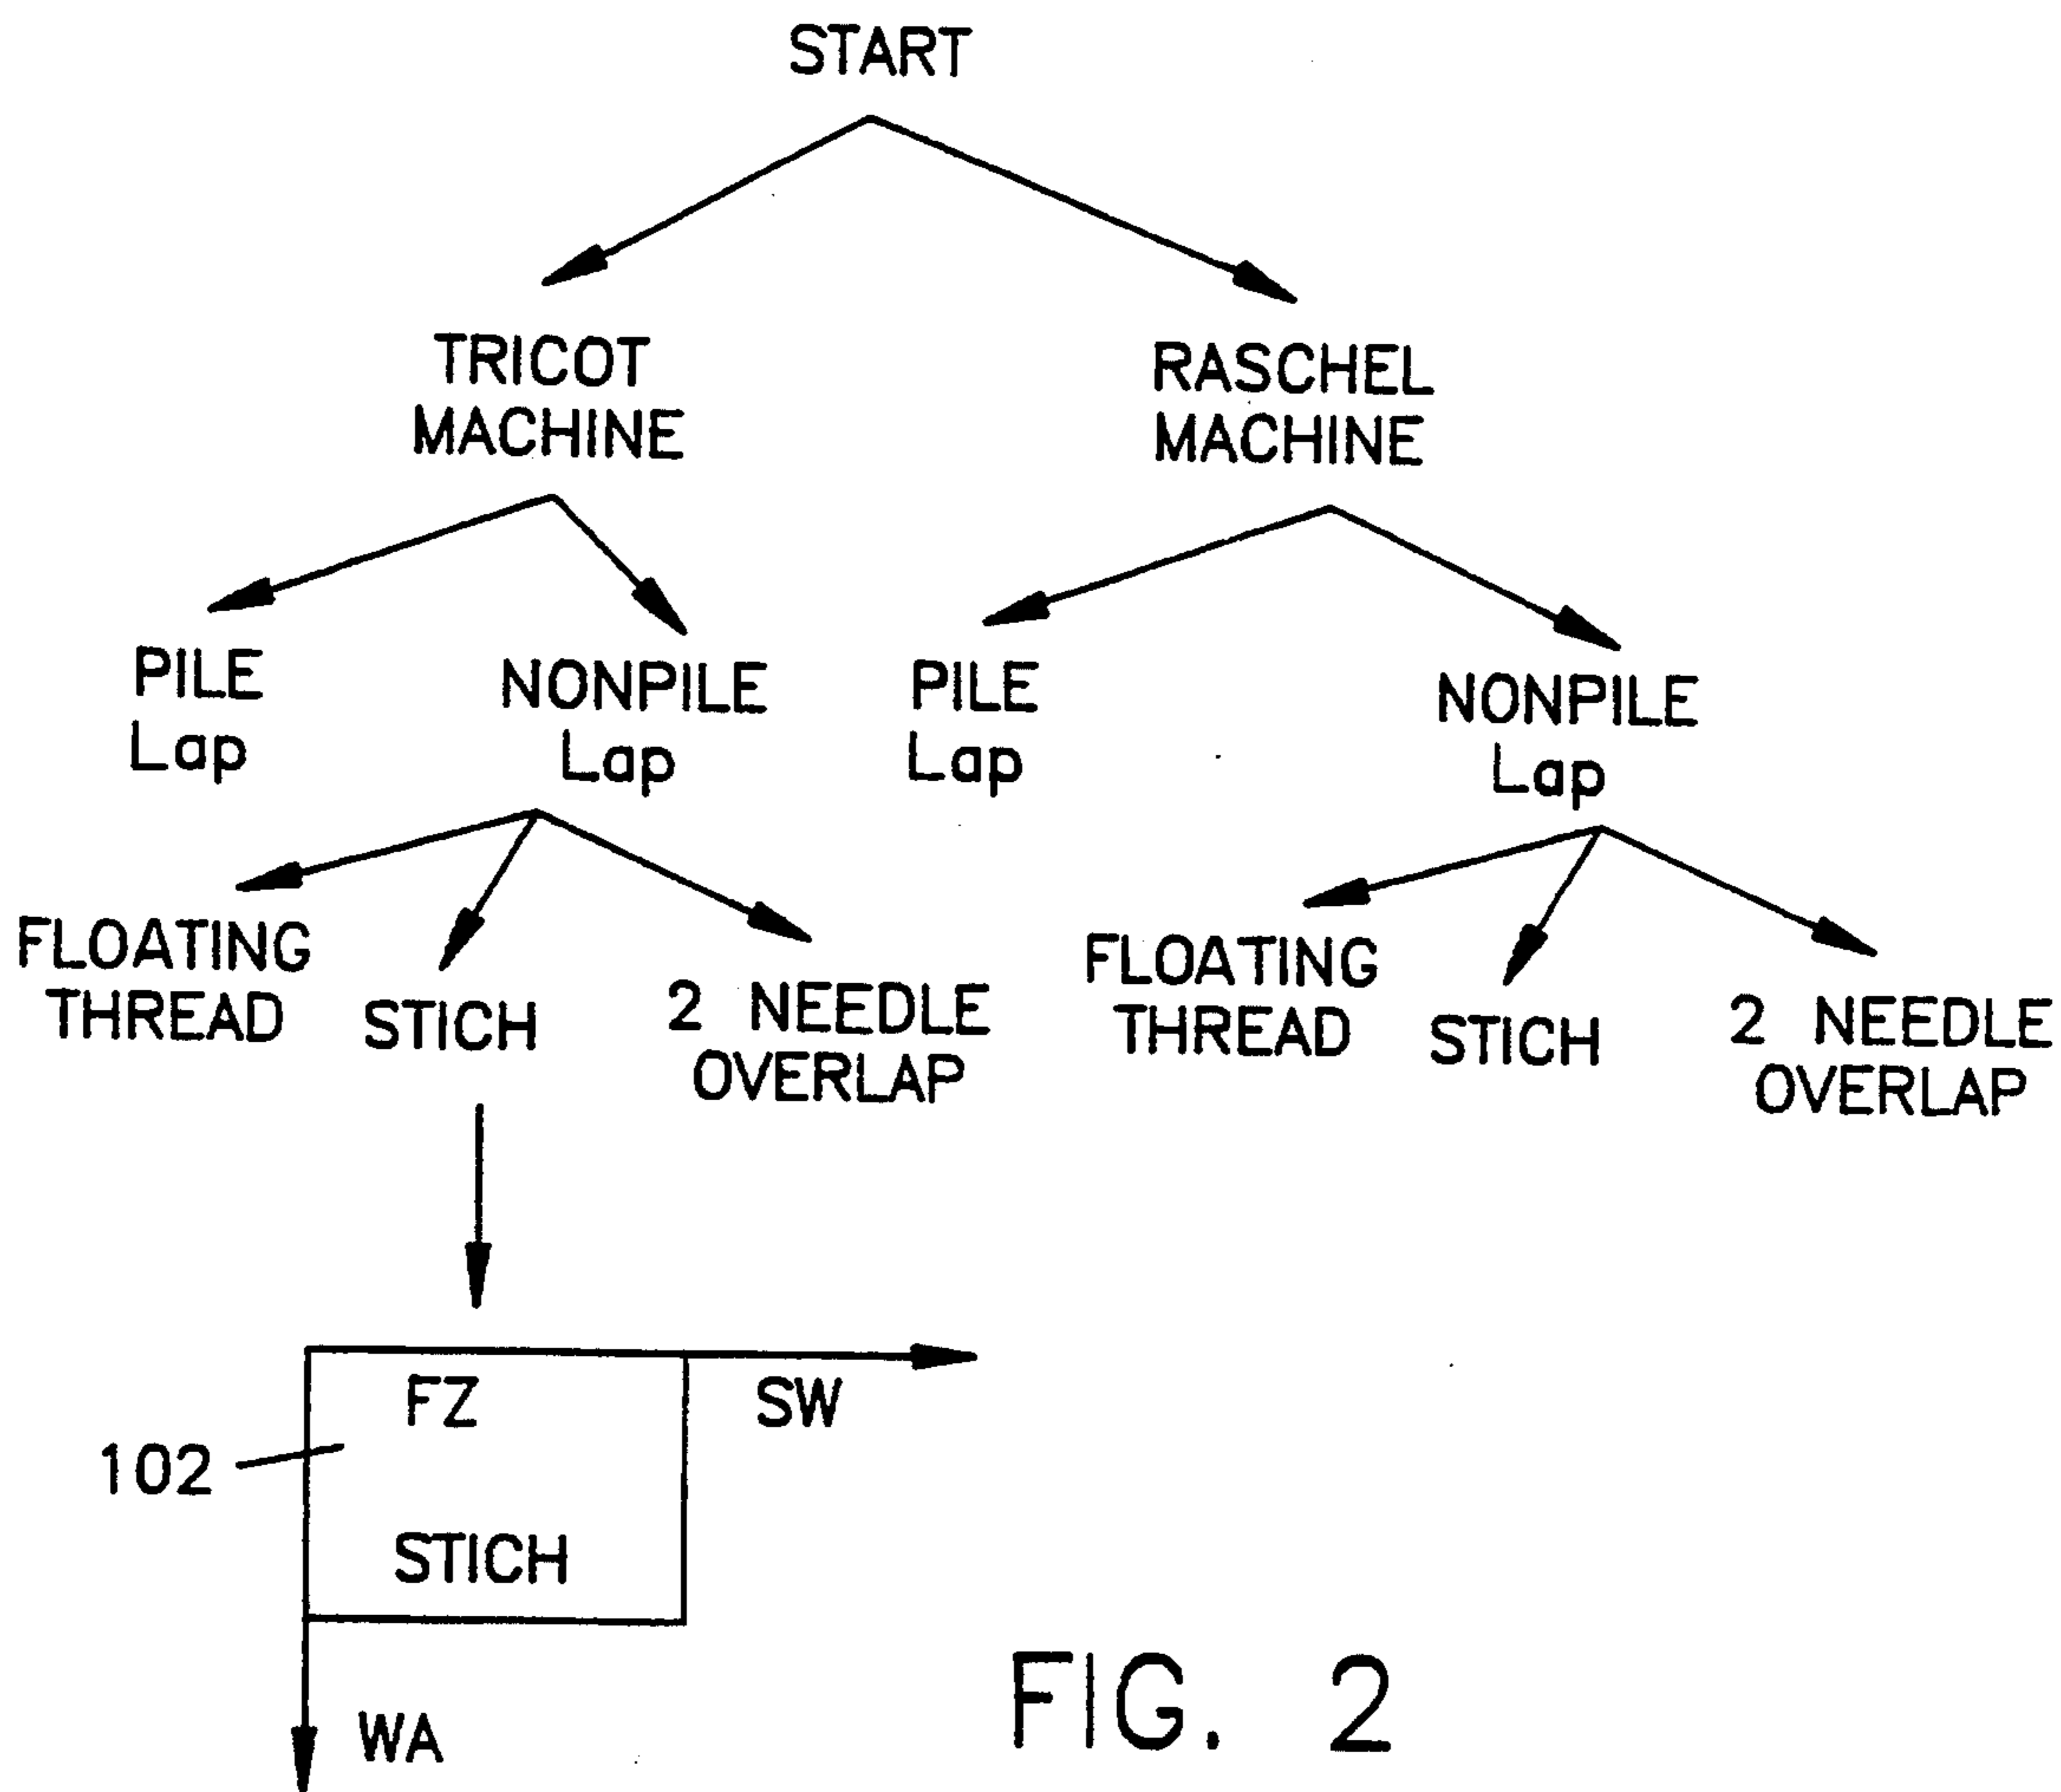 START
TRICOT
MACHINE
RASCHEL
MACHINE
PILE
Lap
NONPILE
Lap
PILE
Lap
NONPILE
Lap
FLOATING
THREAD
STICH
2 NEEDLE
OVERLAP
FLOATING
THREAD
STICH
2 NEEDLE
OVERLAP
FZ
SW
102
STICH
WA
FIG. 2